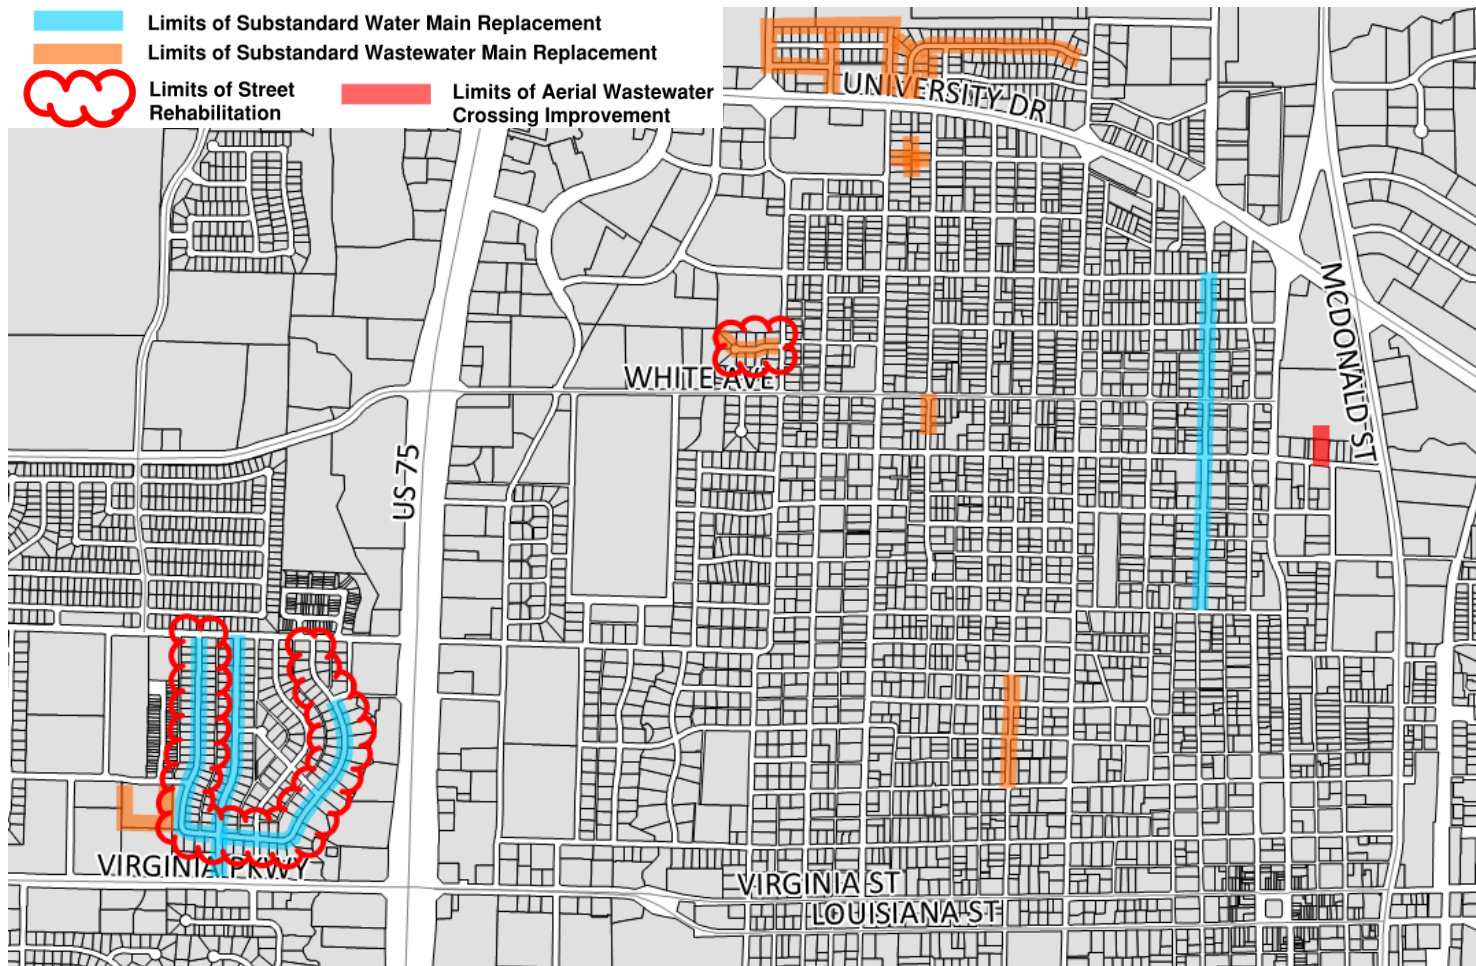 Limits of Substandard Water Main Replacement
Limits of Substandard Wastewater Main Replacement
Limits of Street
Rehabilitation
Limits of Aerial Wastewater
Crossing Improvement
UNIVERSITY DR
MCDONALD ST
WHITE AVE
US 75
VIRGINIA PKWY
VIRGINIA ST
LOUISIANA ST